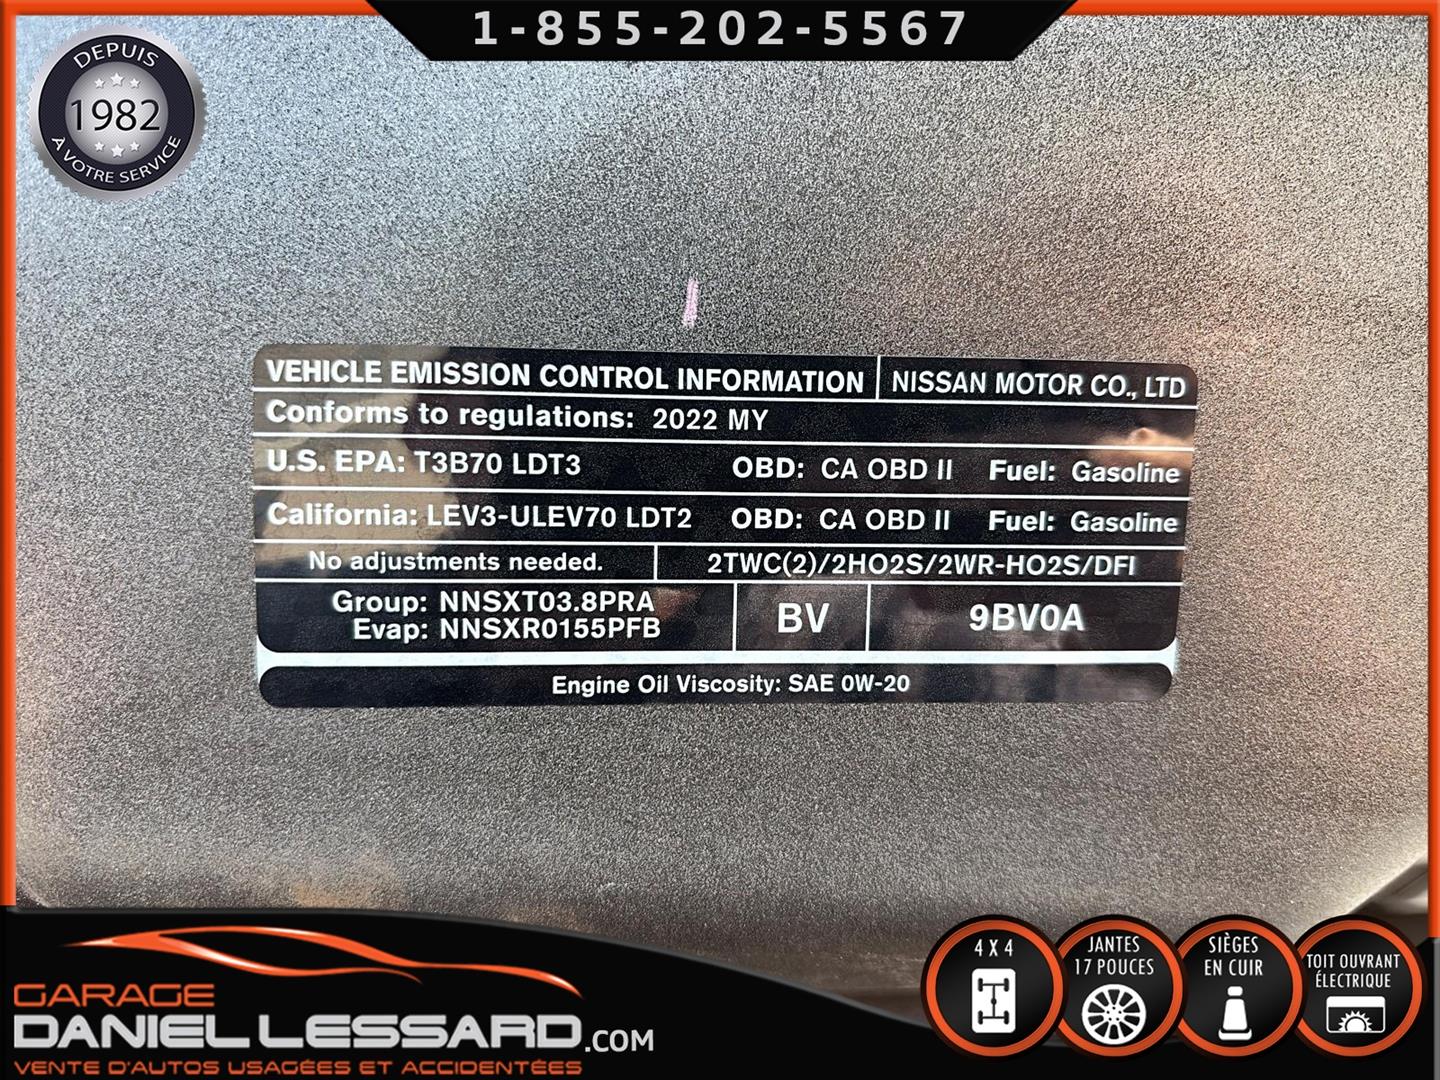 1-855-202-5567
DEPUIS
1982
À VOTRE SERVICE
VEHICLE EMISSION CONTROL INFORMATION NISSAN MOTOR CO., LTD
Conforms to regulations: 2022 MY
U.S. EPA: T3B70 LDT3 OBD: CA OBD II Fuel: Gasoline
California: LEV3-ULEV70 LDT2 OBD: CA OBD II Fuel: Gasoline
No adjustments needed. 2TWC(2)/2HO2S/2WR-HO2S/DFI
Group: NNSXT03.8PRA
Evap: NNSXR0155PFB
BV
9BV0A
Engine Oil Viscosity: SAE 0W-20
GARAGE
DANIEL LESSARD.COM
VENTE D'AUTOS USAGÉES ET ACCIDENTÉES
4 X 4
JANTES
17 POUCES
SIÈGES
EN CUIR
TOIT OUVRANT
ÉLECTRIQUE